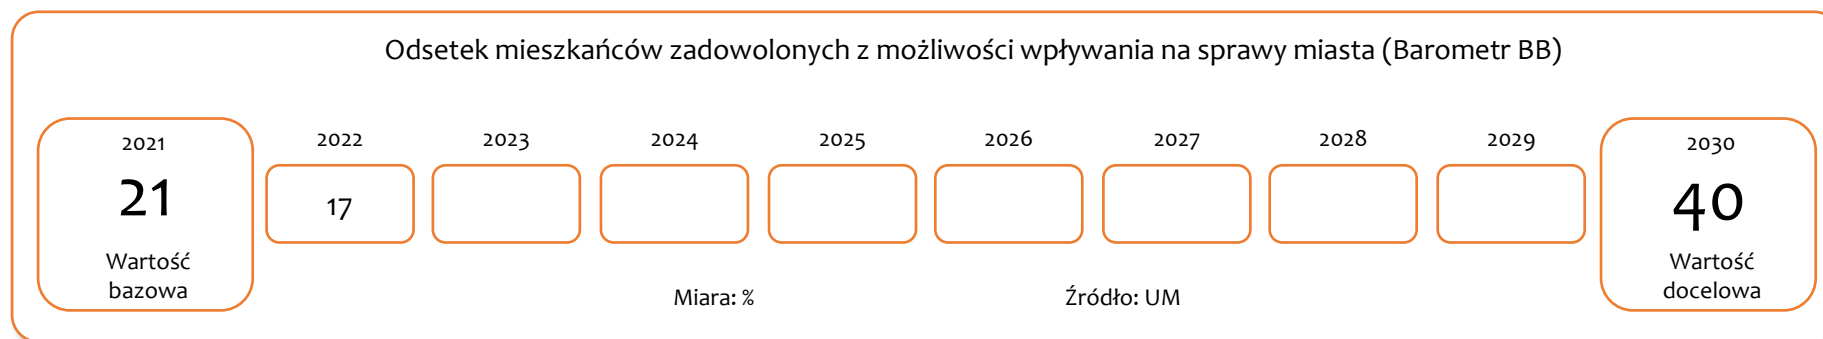 Odsetek mieszkańców zadowolonych z możliwości wpływania na sprawy miasta (Barometr BB)
2021 2022 2023 2024 2025 2026 2027 2028 2029 2030
21 17 40
Wartość
bazowa
Wartość
docelowa
Miara: % Źródło: UM